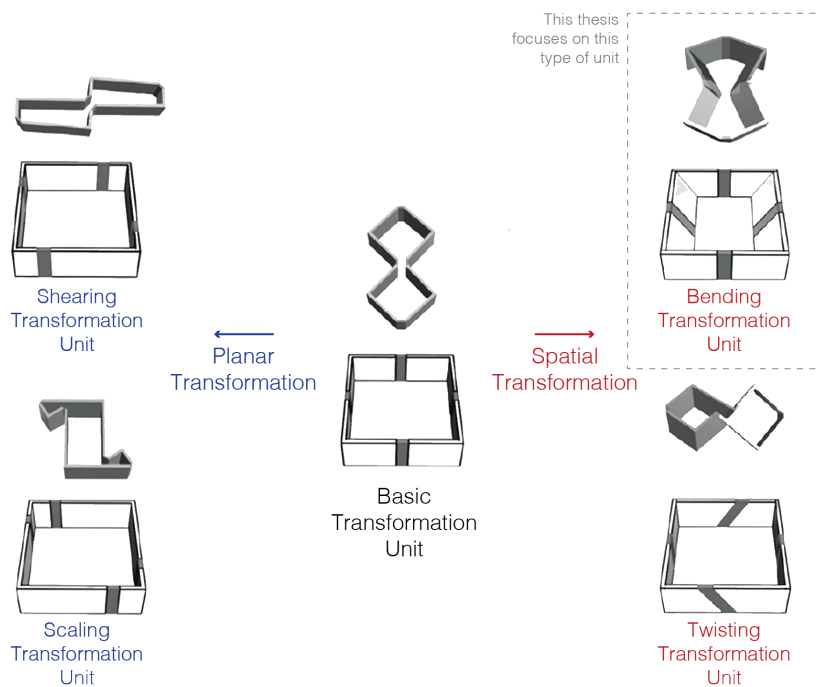 This thesis
focuses on this
type of unit
Shearing
Transformation
Unit
Planar
Transformation
Spatial
Transformation
Bending
Transformation
Unit
Basic
Transformation
Unit
Scaling
Transformation
Unit
Twisting
Transformation
Unit